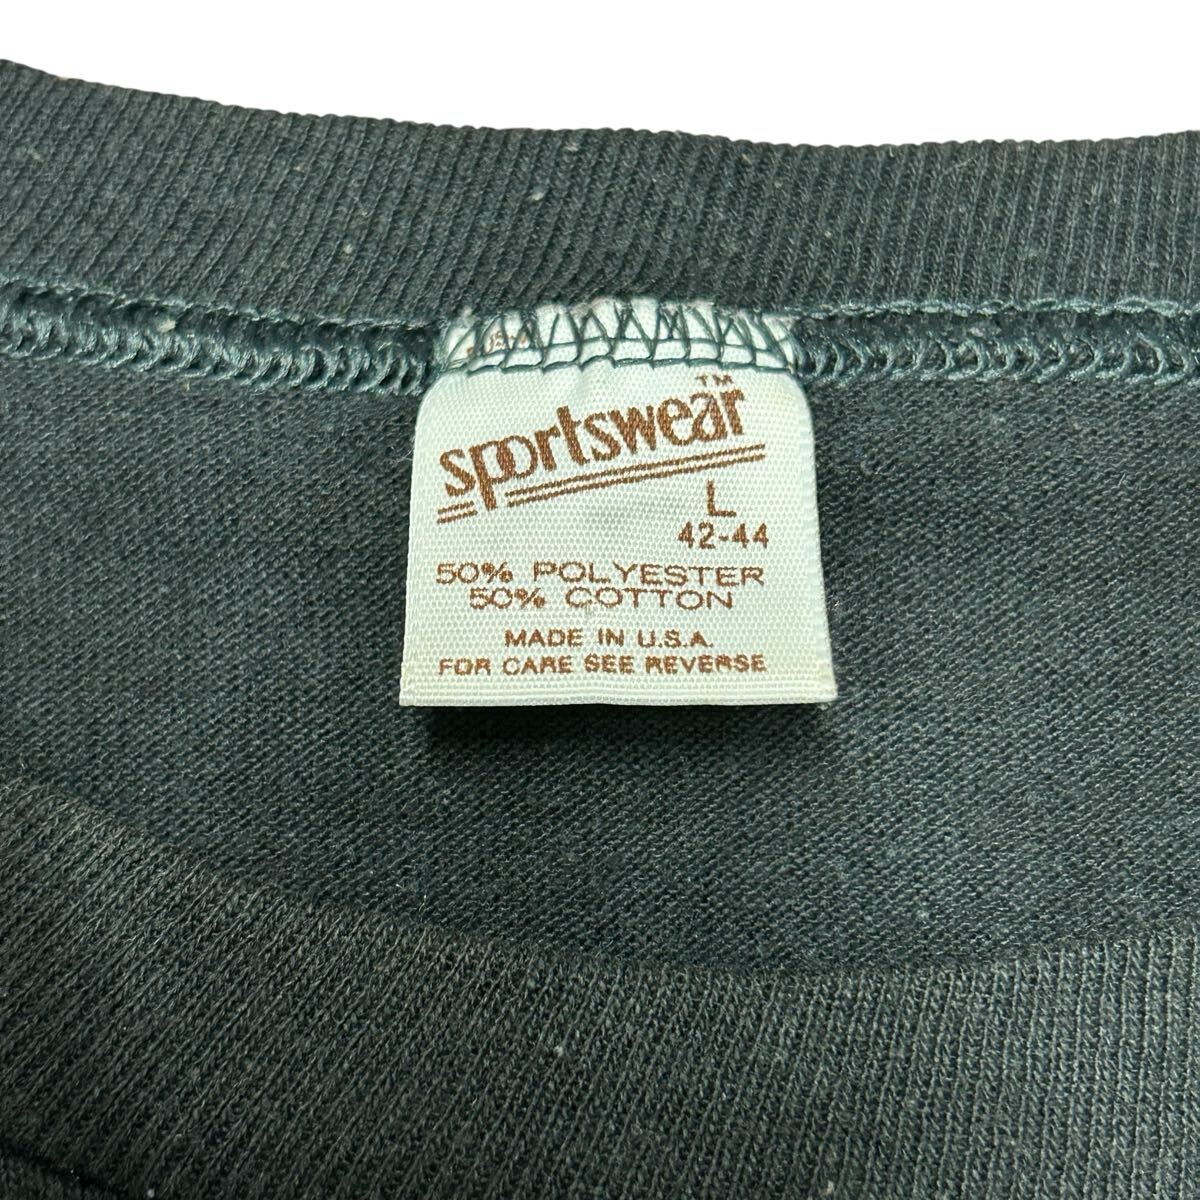 sportswear™
L
42-44
50% POLYESTER
50% COTTON
MADE IN U.S.A.
FOR CARE SEE REVERSE